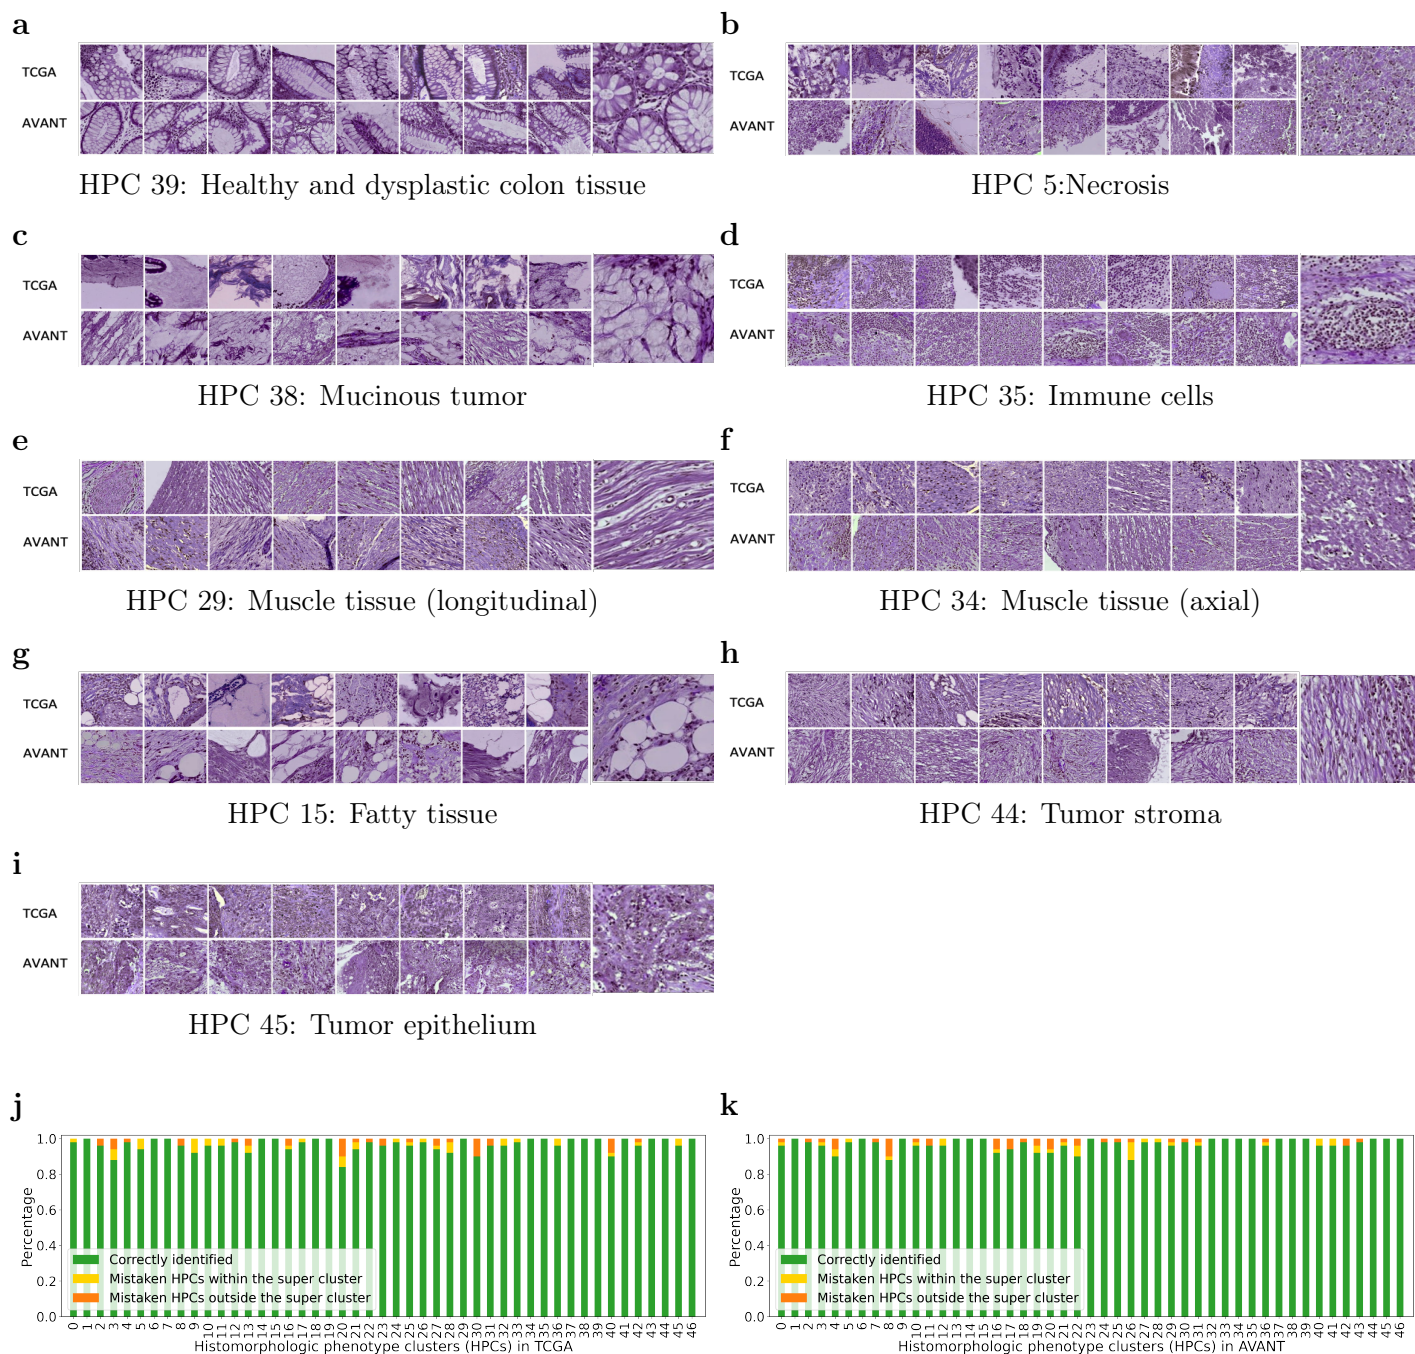 a
b
TCGA
AVANT
TCGA
AVANT
HPC 39: Healthy and dysplastic colon tissue
HPC 5:Necrosis
c
d
TCGA
AVANT
TCGA
AVANT
HPC 38: Mucinous tumor
HPC 35: Immune cells
e
f
TCGA
AVANT
TCGA
AVANT
HPC 29: Muscle tissue (longitudinal)
HPC 34: Muscle tissue (axial)
g
h
TCGA
AVANT
TCGA
AVANT
HPC 15: Fatty tissue
HPC 44: Tumor stroma
i
TCGA
AVANT
HPC 45: Tumor epithelium
j
1.0
0.8
0.6
0.4
0.2
0.0
Percentage
Correctly identified
Mistaken HPCs within the super cluster
Mistaken HPCs outside the super cluster
0 1 2 3 4 5 6 7 8 9 10 11 12 13 14 15 16 17 18 19 20 21 22 23 24 25 26 27 28 29 30 31 32 33 34 35 36 37 38 39 40 41 42 43 44 45 46
Histomorphologic phenotype clusters (HPCs) in TCGA
k
1.0
0.8
0.6
0.4
0.2
0.0
Percentage
Correctly identified
Mistaken HPCs within the super cluster
Mistaken HPCs outside the super cluster
0 1 2 3 4 5 6 7 8 9 10 11 12 13 14 15 16 17 18 19 20 21 22 23 24 25 26 27 28 29 30 31 32 33 34 35 36 37 38 39 40 41 42 43 44 45 46
Histomorphologic phenotype clusters (HPCs) in AVANT